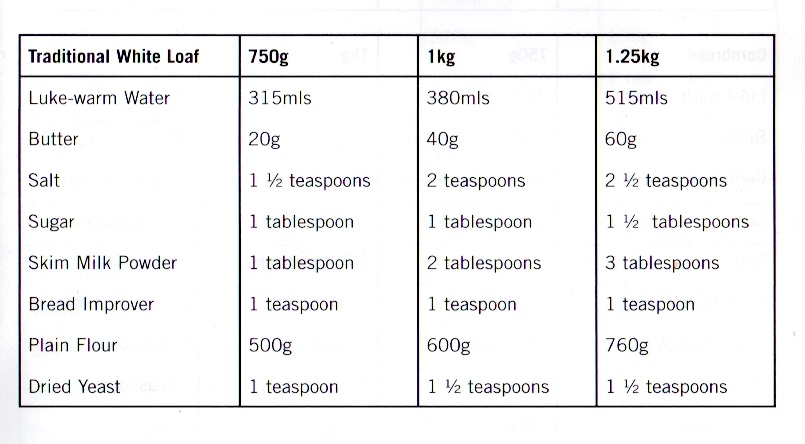 Traditional White Loaf 750g 1kg 1.25kg
Luke-warm Water 315mls 380mls 515mls
Butter 20g 40g 60g
Salt 1 ½ teaspoons 2 teaspoons 2 ½ teaspoons
Sugar 1 tablespoon 1 tablespoon 1 ½ tablespoons
Skim Milk Powder 1 tablespoon 2 tablespoons 3 tablespoons
Bread Improver 1 teaspoon 1 teaspoon 1 teaspoon
Plain Flour 500g 600g 760g
Dried Yeast 1 teaspoon 1 ½ teaspoons 1 ½ teaspoons